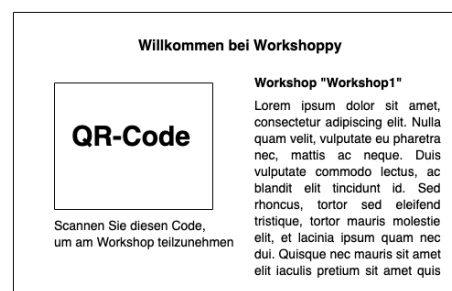 Willkommen bei Workshoppy
QR-Code
Scannen Sie diesen Code,
um am Workshop teilzunehmen
Workshop "Workshop1"
Lorem ipsum dolor sit amet,
consectetur adipiscing elit. Nulla
quam velit, vulputate eu pharetra
nec, mattis ac neque. Duis
vulputate commodo lectus, ac
blandit elit tincidunt id. Sed
rhoncus, tortor sed eleifend
tristique, tortor mauris molestie
elit, et lacinia ipsum quam nec
dui. Quisque nec mauris sit amet
elit iaculis pretium sit amet quis